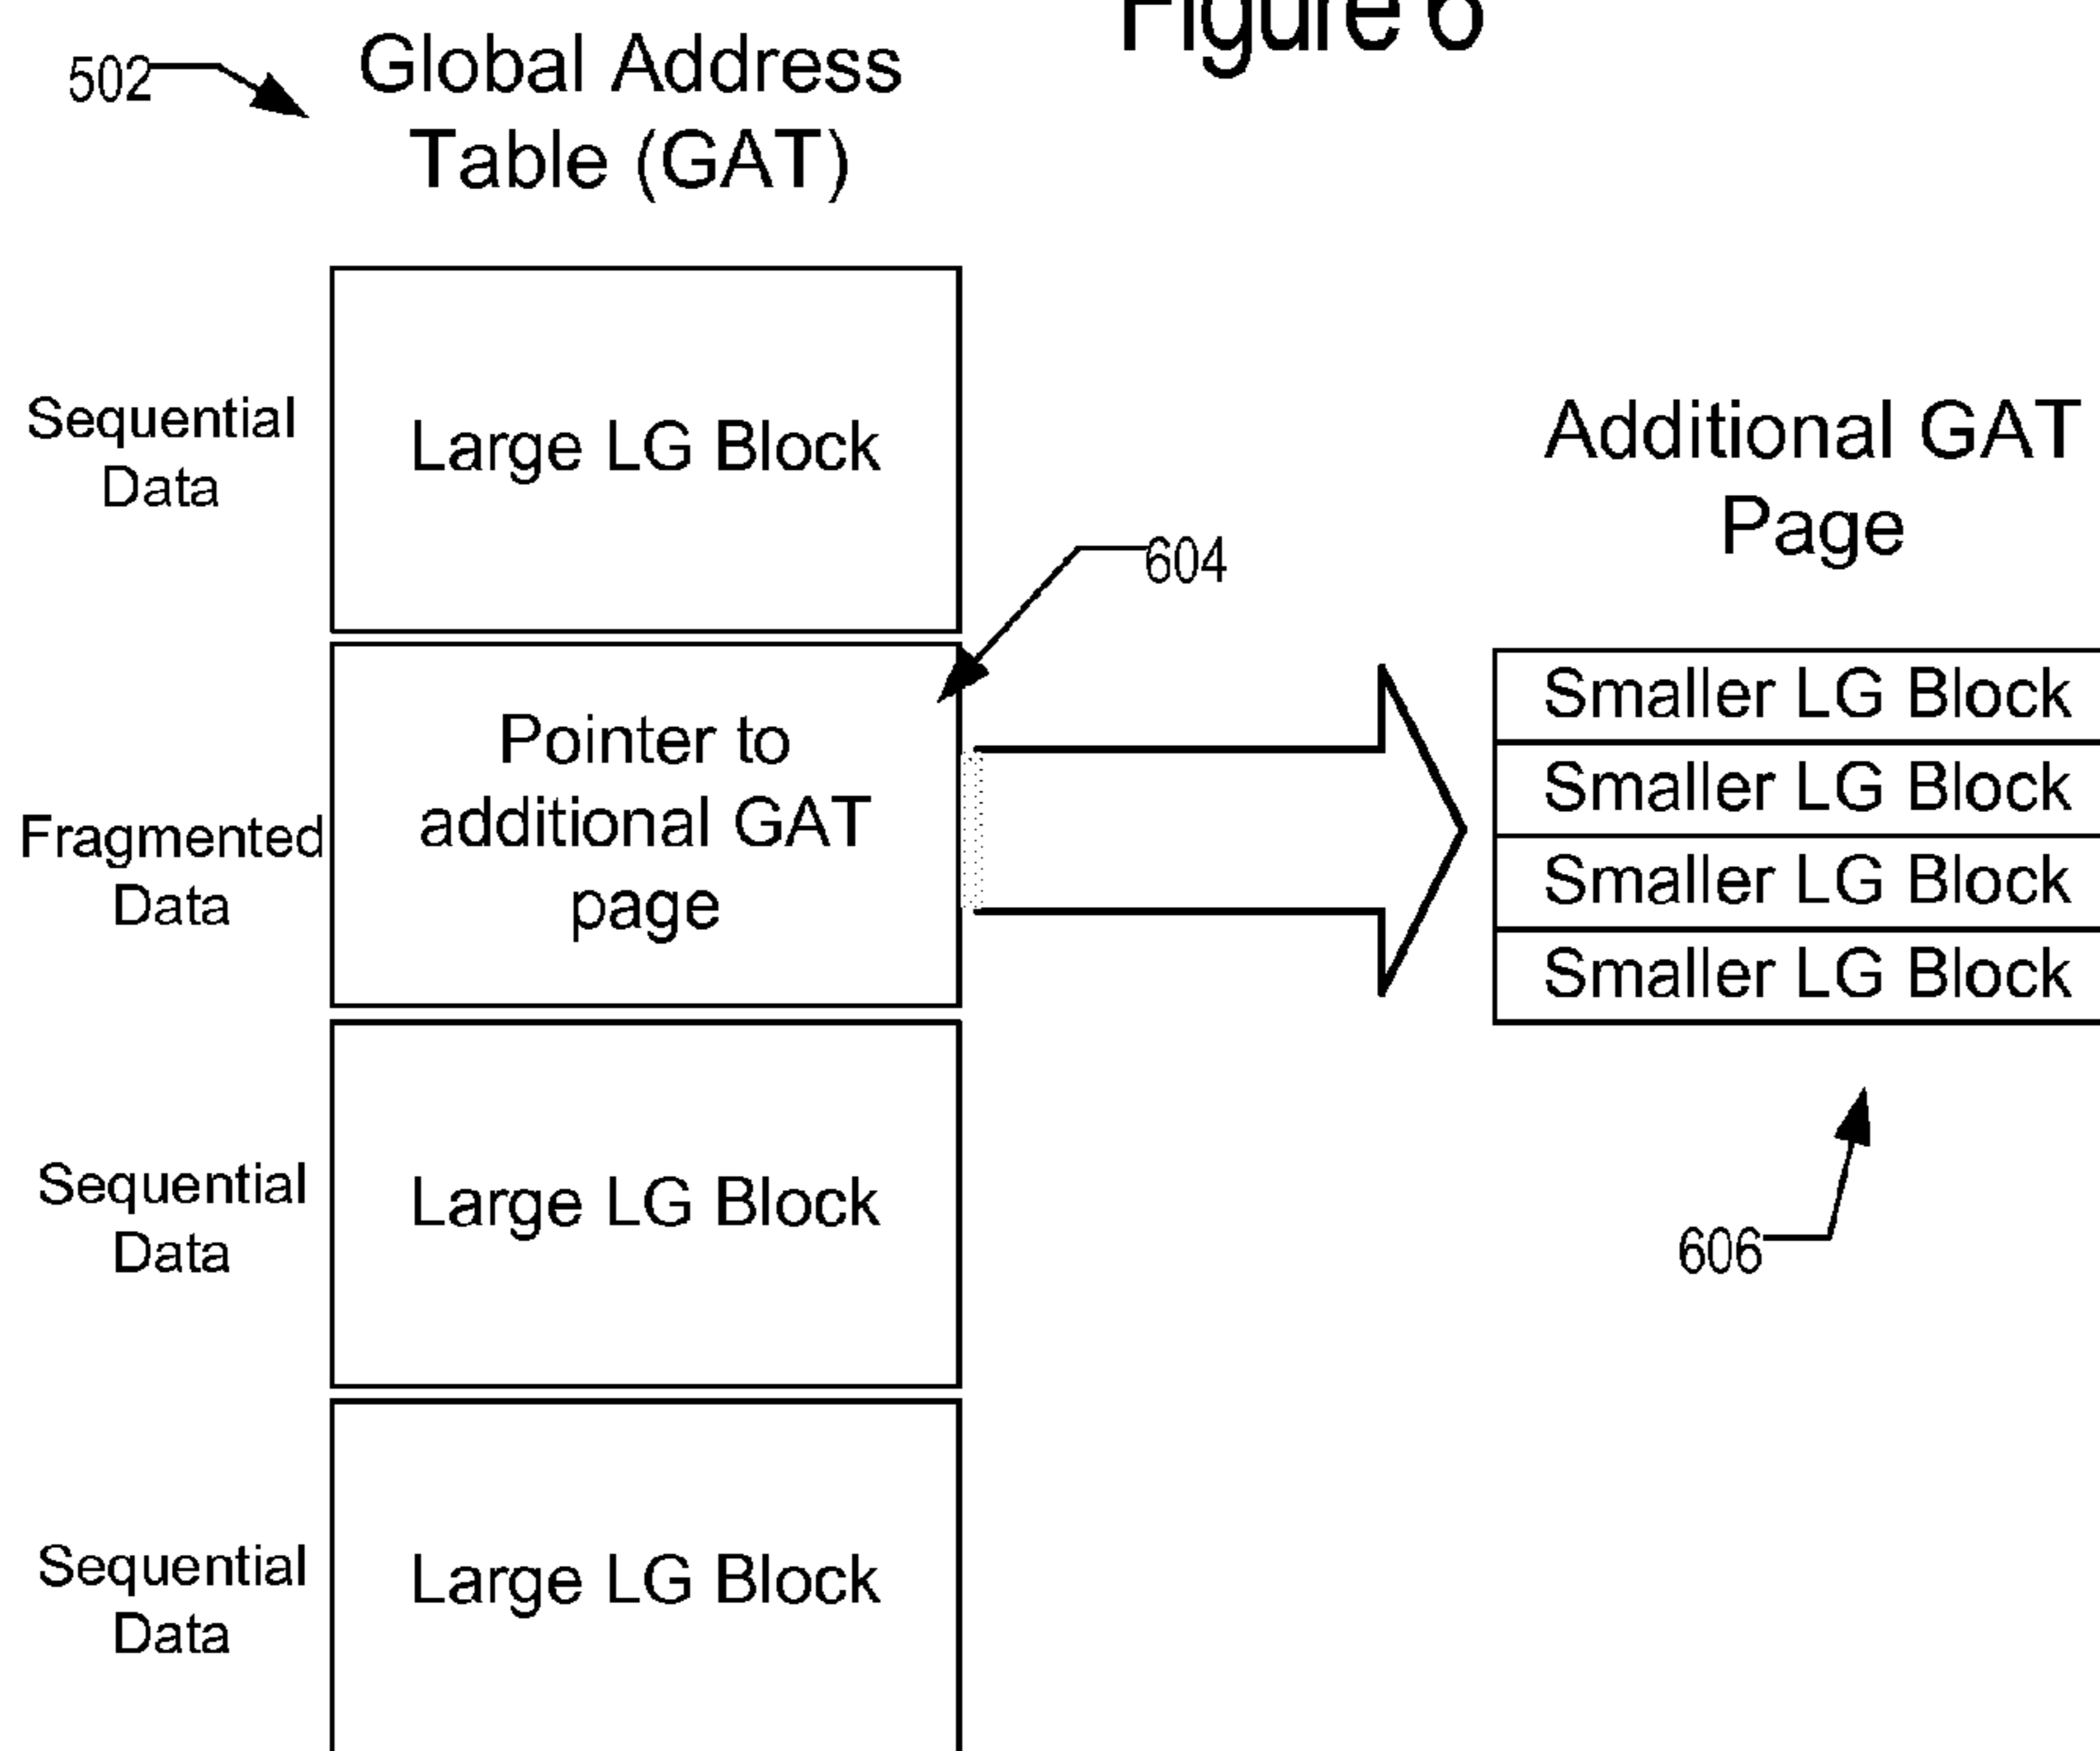 Figure 6
502
Global Address
Table (GAT)
Sequential
Data
Large LG Block
Additional GAT
Page
604
Fragmented
Data
Pointer to
additional GAT
page
Smaller LG Block
Smaller LG Block
Smaller LG Block
Smaller LG Block
Sequential
Data
Large LG Block
606
Sequential
Data
Large LG Block